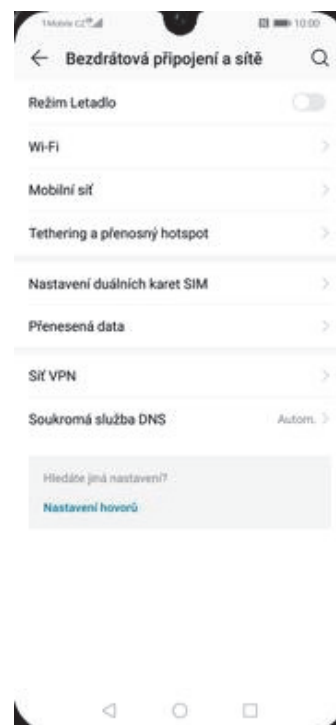 T-Mobile CZ 10:00
Bezdrátová připojení a sítě
Režim Letadlo
Wi-Fi
Mobilní síť
Tethering a přenosný hotspot
Nastavení duálních karet SIM
Přenesená data
Síť VPN
Soukromá služba DNS Autom.
Hledáte jiná nastavení?
Nastavení hovorů